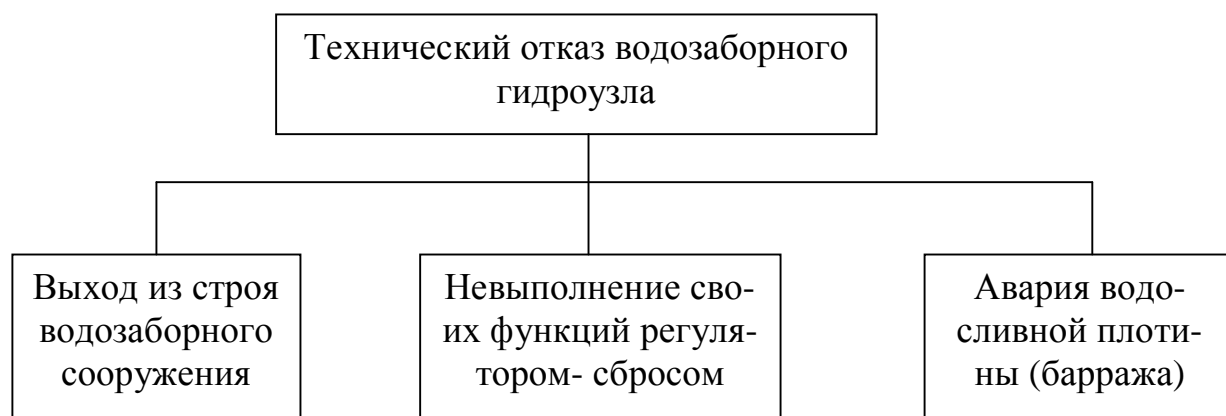 Технический отказ водозаборного
гидроузла
Выход из строя
водозаборного
сооружения
Невыполнение сво-
их функций регуля-
тором- сбросом
Авария водо-
сливной плоти-
ны (барража)